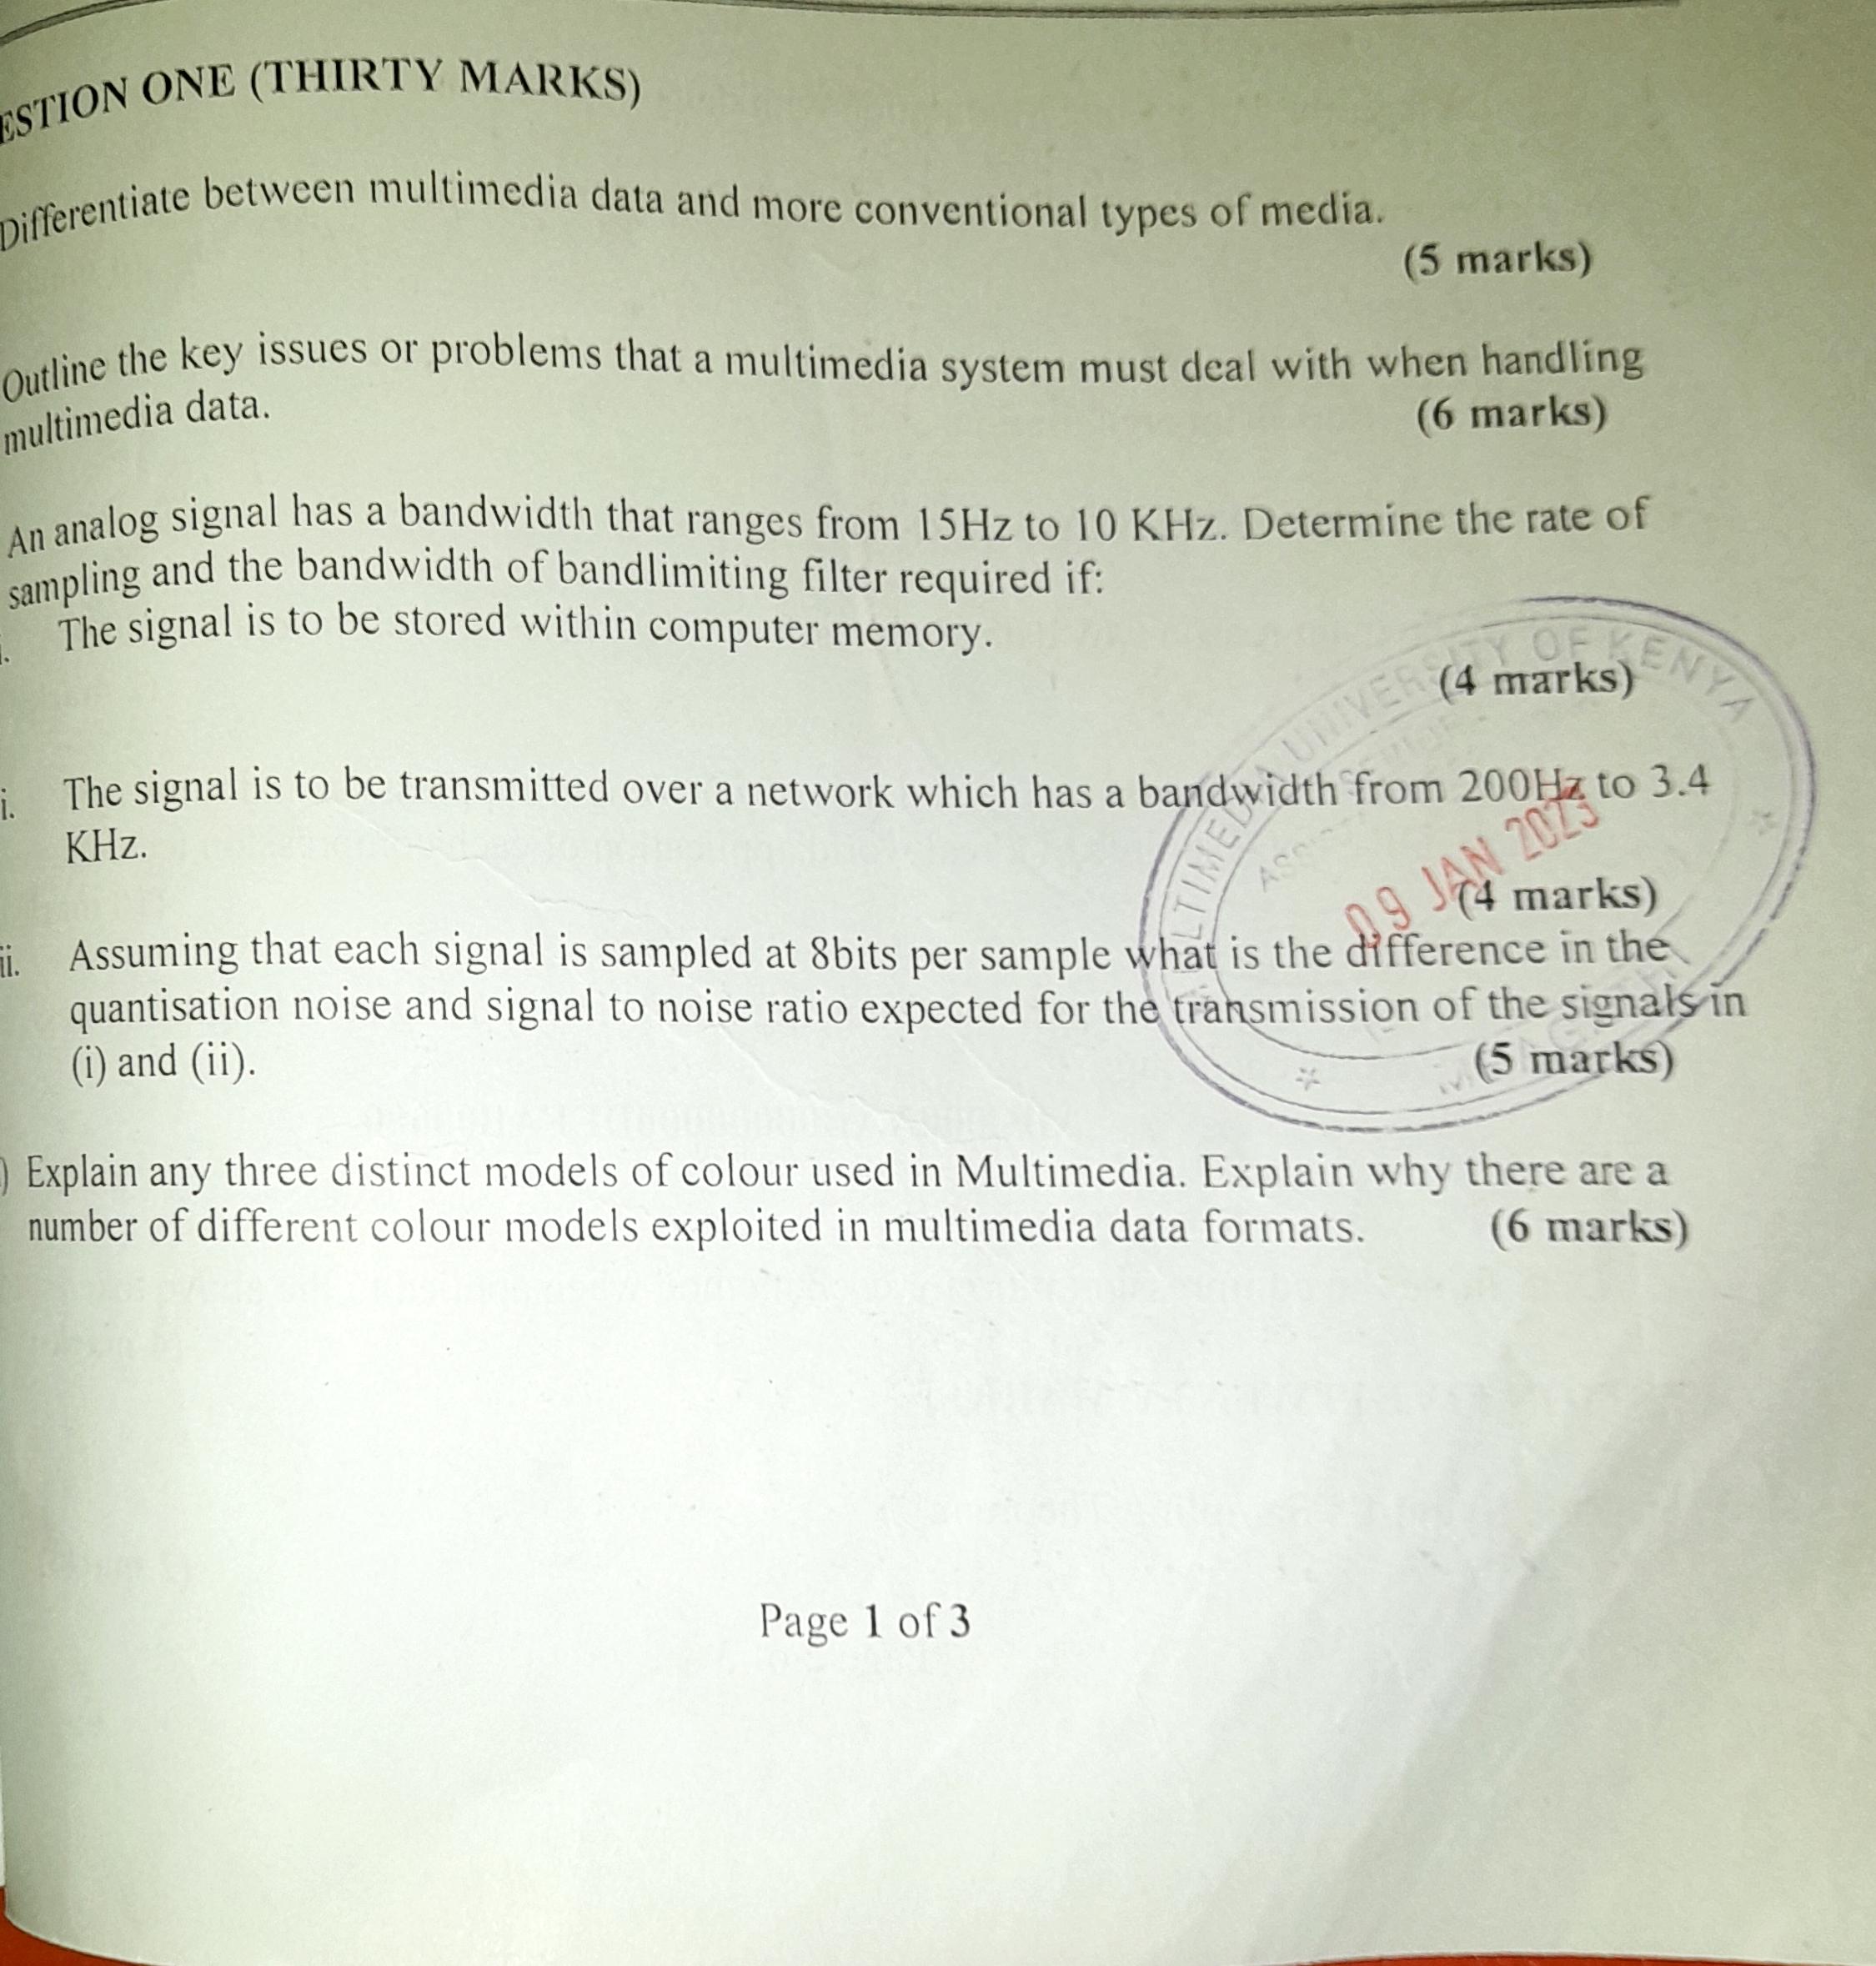 ESTION ONE (THIRTY MARKS)
Differentiate between multimedia data and more conventional types of media.
(5 marks)
Outline the key issues or problems that a multimedia system must deal with when handling
multimedia data.
(6 marks)
An analog signal has a bandwidth that ranges from 15Hz to 10 KHz. Determine the rate of
sampling and the bandwidth of bandlimiting filter required if:
i. The signal is to be stored within computer memory.
(4 marks)
i. The signal is to be transmitted over a network which has a bandwidth from 200Hz to 3.4
KHz.
(4 marks)
ii. Assuming that each signal is sampled at 8bits per sample what is the difference in the
quantisation noise and signal to noise ratio expected for the transmission of the signals in
(i) and (ii).
(5 marks)
) Explain any three distinct models of colour used in Multimedia. Explain why there are a
number of different colour models exploited in multimedia data formats.
(6 marks)
LTIMEDIA UNIVERSITY OF KENYA
09 JAN 2023
Page 1 of 3